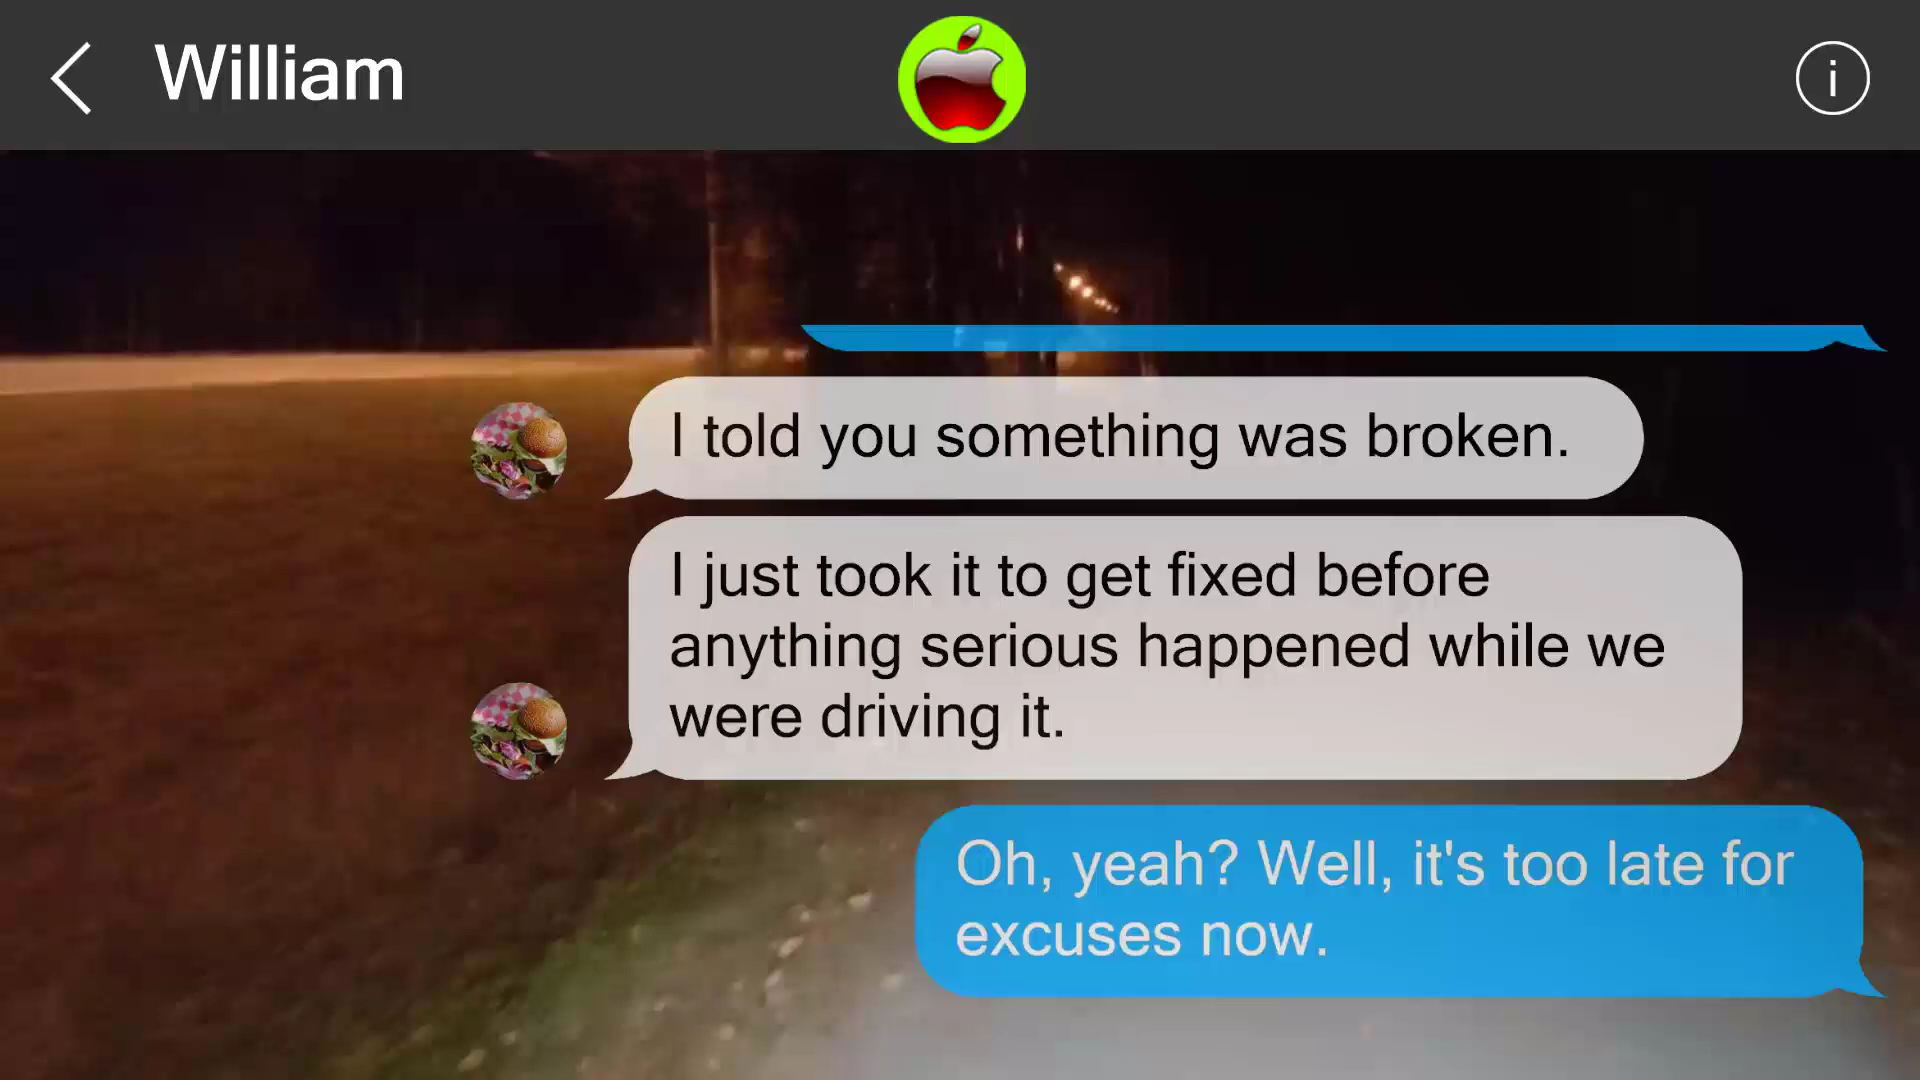 William
I told you something was broken.
I just took it to get fixed before
anything serious happened while we
were driving it.
Oh, yeah? Well, it's too late for
excuses now.